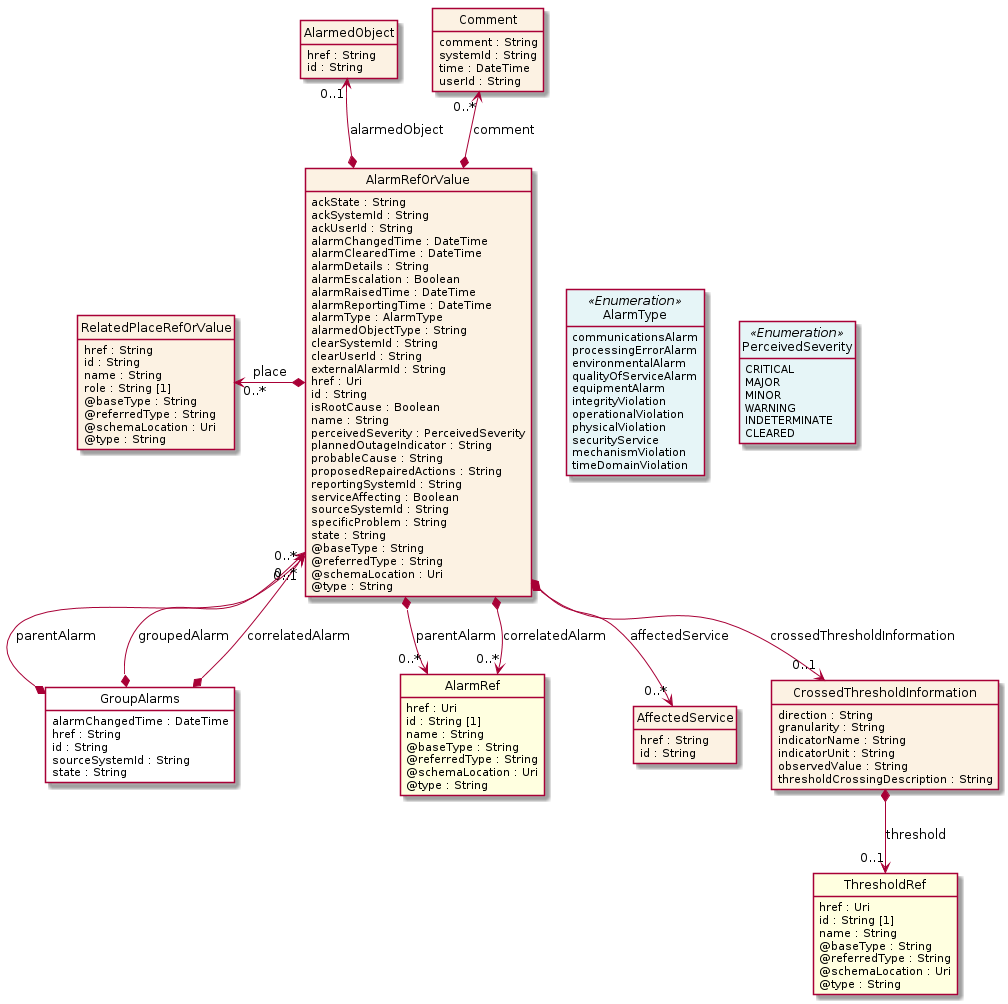 AlarmedObject
href : String
id : String
Comment
comment : String
systemId : String
time : DateTime
userId : String
0..1
0..*
alarmedObject
comment
AlarmRefOrValue
ackState : String
ackSystemId : String
ackUserId : String
alarmChangedTime : DateTime
alarmClearedTime : DateTime
alarmDetails : String
alarmEscalation : Boolean
alarmRaisedTime : DateTime
alarmReportingTime : DateTime
alarmType : AlarmType
alarmedObjectType : String
clearSystemId : String
clearUserId : String
externalAlarmId : String
href : Uri
id : String
isRootCause : Boolean
name : String
perceivedSeverity : PerceivedSeverity
plannedOutageIndicator : String
probableCause : String
proposedRepairedActions : String
reportingSystemId : String
serviceAffecting : Boolean
sourceSystemId : String
specificProblem : String
state : String
@baseType : String
@referredType : String
@schemaLocation : Uri
@type : String
RelatedPlaceRefOrValue
href : String
id : String
name : String
role : String [1]
@baseType : String
@referredType : String
@schemaLocation : Uri
@type : String
place
0..*
«Enumeration»
AlarmType
communicationsAlarm
processingErrorAlarm
environmentalAlarm
qualityOfServiceAlarm
equipmentAlarm
integrityViolation
operationalViolation
physicalViolation
securityService
mechanismViolation
timeDomainViolation
«Enumeration»
PerceivedSeverity
CRITICAL
MAJOR
MINOR
WARNING
INDETERMINATE
CLEARED
0..*
0..*
0..1
parentAlarm
groupedAlarm
correlatedAlarm
parentAlarm
correlatedAlarm
affectedService
crossedThresholdInformation
0..*
0..*
0..*
0..1
GroupAlarms
alarmChangedTime : DateTime
href : String
id : String
sourceSystemId : String
state : String
AlarmRef
href : Uri
id : String [1]
name : String
@baseType : String
@referredType : String
@schemaLocation : Uri
@type : String
AffectedService
href : String
id : String
CrossedThresholdInformation
direction : String
granularity : String
indicatorName : String
indicatorUnit : String
observedValue : String
thresholdCrossingDescription : String
threshold
0..1
ThresholdRef
href : Uri
id : String [1]
name : String
@baseType : String
@referredType : String
@schemaLocation : Uri
@type : String